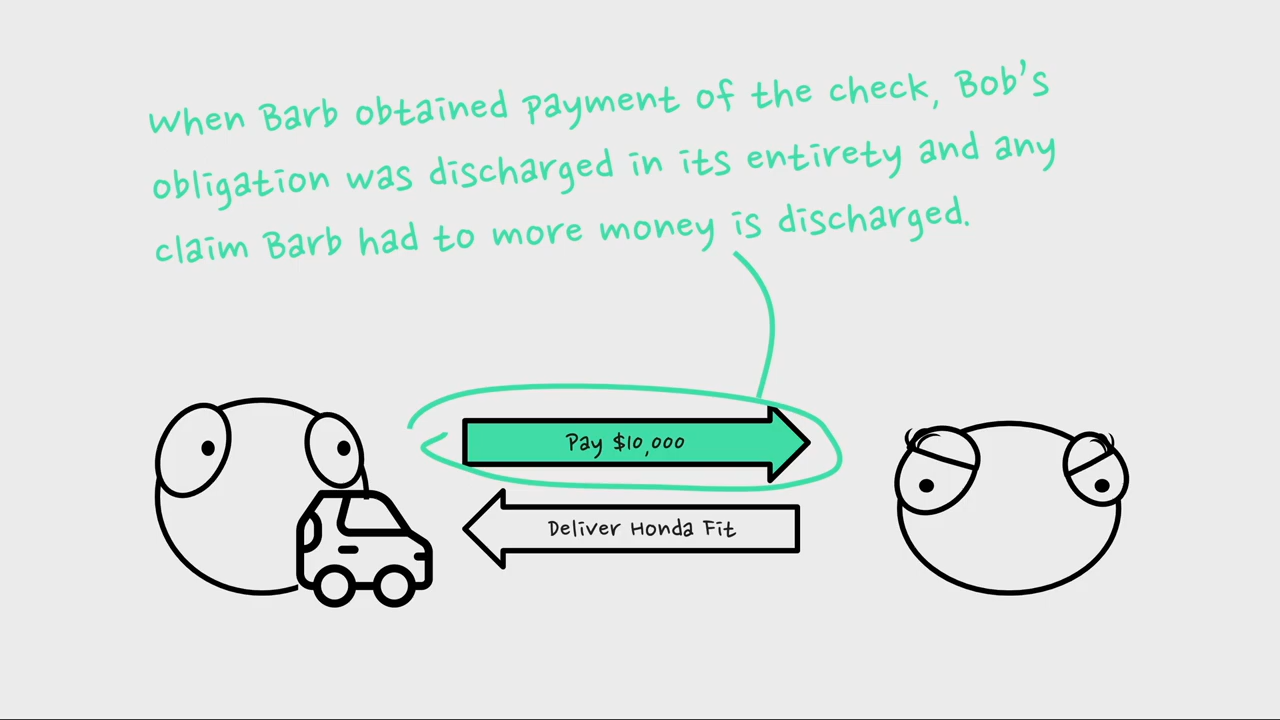 When Barb obtained payment of the check, Bob's
obligation was discharged in its entirety and any
claim Barb had to more money is discharged.
Pay $10,000
Deliver Honda Fit